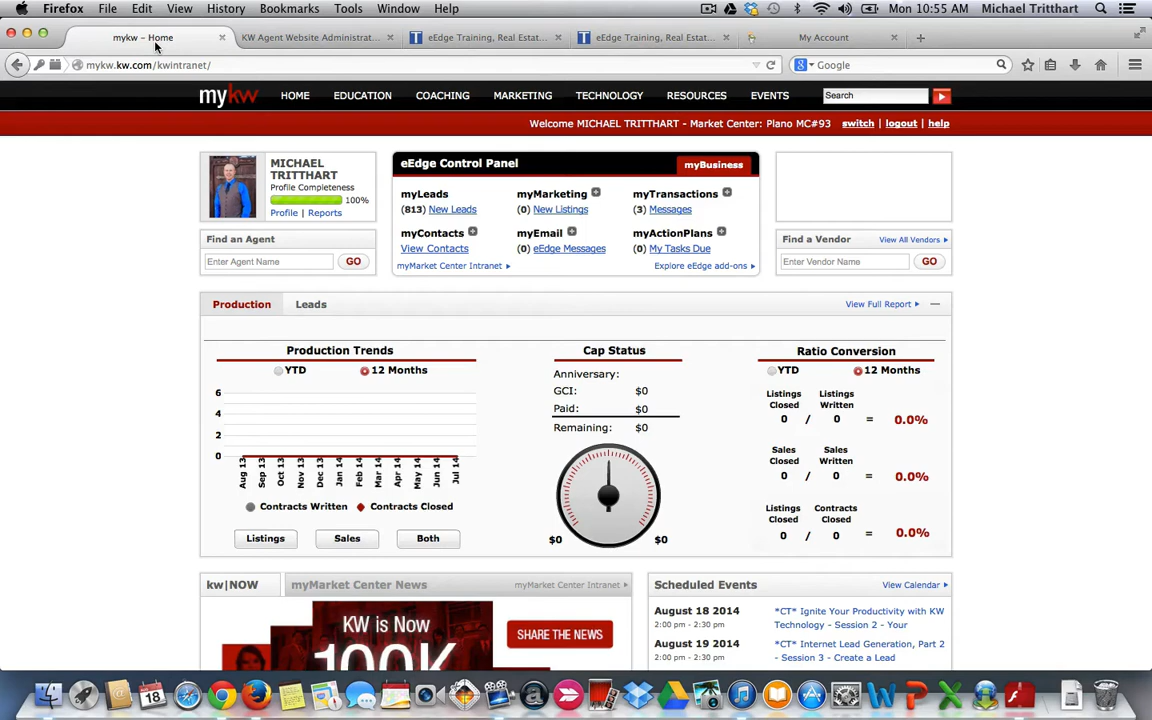 Firefox File Edit View History Bookmarks Tools Window Help Mon 10:55 AM Michael Tritthart
mykw – Home KW Agent Website Administrat... eEdge Training, Real Estat... eEdge Training, Real Estat... My Account
mykw.kw.com/kwintranet/ Google
mykw HOME EDUCATION COACHING MARKETING TECHNOLOGY RESOURCES EVENTS Search
Welcome MICHAEL TRITTHART - Market Center: Plano MC#93 switch | logout | help
MICHAEL
TRITTHART
Profile Completeness
100%
Profile | Reports
Find an Agent
Enter Agent Name GO
eEdge Control Panel myBusiness
myLeads myMarketing myTransactions
(813) New Leads (0) New Listings (3) Messages
myContacts myEmail myActionPlans
View Contacts (0) eEdge Messages (0) My Tasks Due
myMarket Center Intranet Explore eEdge add-ons
Find a Vendor View All Vendors
Enter Vendor Name GO
Production Leads View Full Report
Production Trends
YTD 12 Months
6
4
2
0
Aug 13 Sep 13 Oct 13 Nov 13 Dec 13 Jan 14 Feb 14 Mar 14 Apr 14 May 14 Jun 14 Jul 14
Contracts Written Contracts Closed
Listings Sales Both
Cap Status
Anniversary:
GCI: $0
Paid: $0
Remaining: $0
$0 $0
Ratio Conversion
YTD 12 Months
Listings Closed Listings Written
0 / 0 = 0.0%
Sales Closed Sales Written
0 / 0 = 0.0%
Listings Closed Contracts Closed
0 / 0 = 0.0%
kw|NOW myMarket Center News myMarket Center Intranet
KW is Now
100K
SHARE THE NEWS
Scheduled Events View Calendar
August 18 2014 *CT* Ignite Your Productivity with KW
2:00 pm - 2:30 pm Technology - Session 2 - Your
August 19 2014 *CT* Internet Lead Generation, Part 2
2:00 pm - 2:30 pm - Session 3 - Create a Lead
18